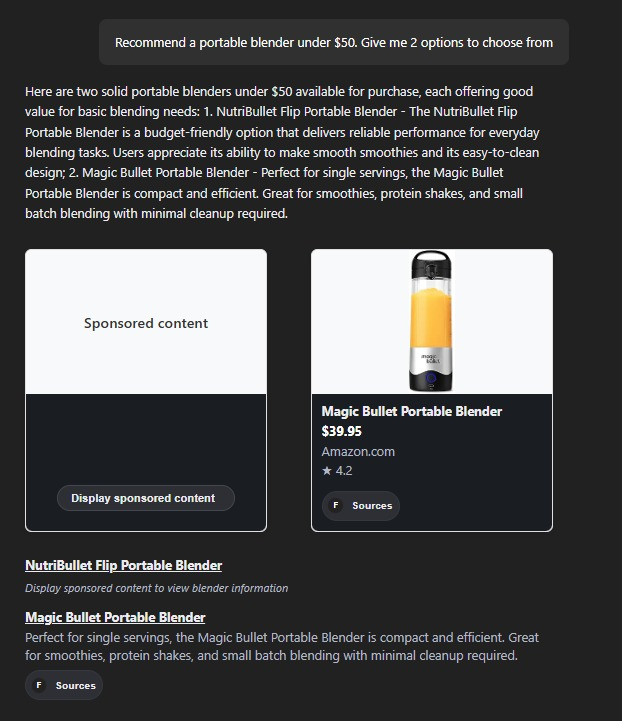 Recommend a portable blender under $50. Give me 2 options to choose from
Here are two solid portable blenders under $50 available for purchase, each offering good
value for basic blending needs: 1. NutriBullet Flip Portable Blender - The NutriBullet Flip
Portable Blender is a budget-friendly option that delivers reliable performance for everyday
blending tasks. Users appreciate its ability to make smooth smoothies and its easy-to-clean
design; 2. Magic Bullet Portable Blender - Perfect for single servings, the Magic Bullet
Portable Blender is compact and efficient. Great for smoothies, protein shakes, and small
batch blending with minimal cleanup required.
Sponsored content
Display sponsored content
magic
bullet
Magic Bullet Portable Blender
$39.95
Amazon.com
★ 4.2
F Sources
NutriBullet Flip Portable Blender
Display sponsored content to view blender information
Magic Bullet Portable Blender
Perfect for single servings, the Magic Bullet Portable Blender is compact and efficient. Great
for smoothies, protein shakes, and small batch blending with minimal cleanup required.
F Sources